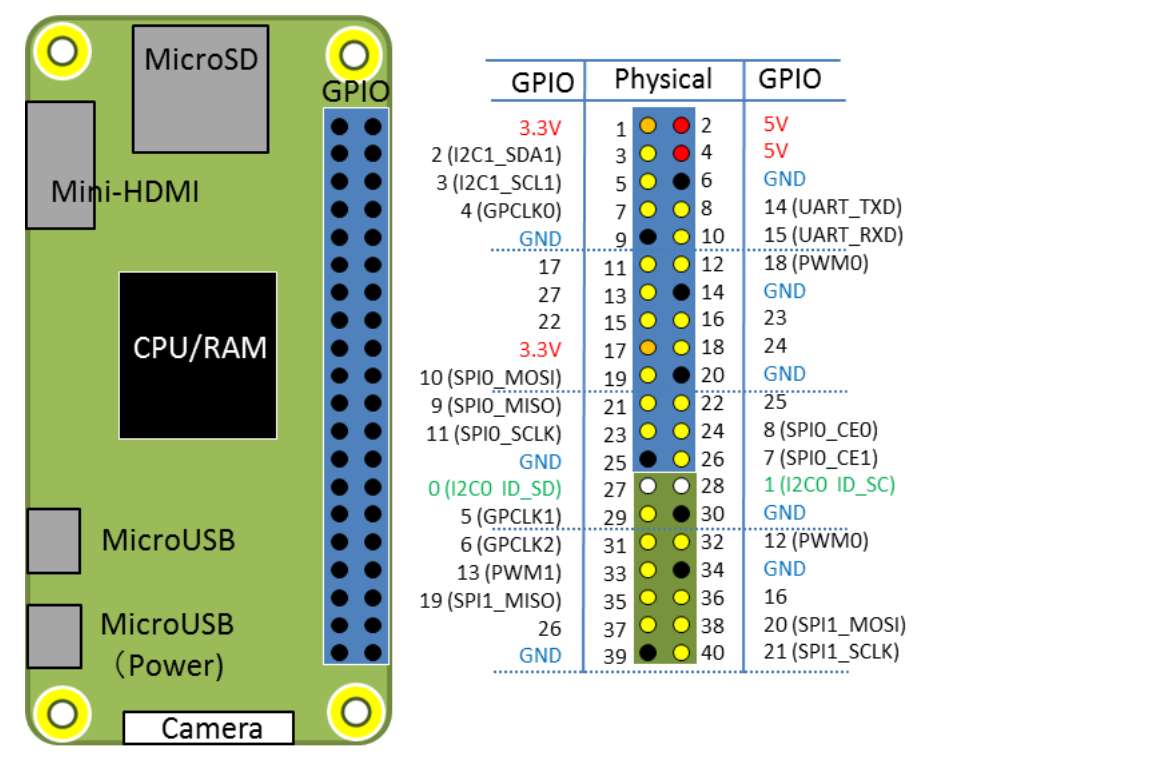 MicroSD
GPIO
Mini-HDMI
CPU/RAM
MicroUSB
MicroUSB
（Power)
Camera
GPIO Physical GPIO
3.3V 1 2 5V
2 (I2C1_SDA1) 3 4 5V
3 (I2C1_SCL1) 5 6 GND
4 (GPCLK0) 7 8 14 (UART_TXD)
GND 9 10 15 (UART_RXD)
17 11 12 18 (PWM0)
27 13 14 GND
22 15 16 23
3.3V 17 18 24
10 (SPI0_MOSI) 19 20 GND
9 (SPI0_MISO) 21 22 25
11 (SPI0_SCLK) 23 24 8 (SPI0_CE0)
GND 25 26 7 (SPI0_CE1)
0 (I2C0 ID_SD) 27 28 1 (I2C0 ID_SC)
5 (GPCLK1) 29 30 GND
6 (GPCLK2) 31 32 12 (PWM0)
13 (PWM1) 33 34 GND
19 (SPI1_MISO) 35 36 16
26 37 38 20 (SPI1_MOSI)
GND 39 40 21 (SPI1_SCLK)